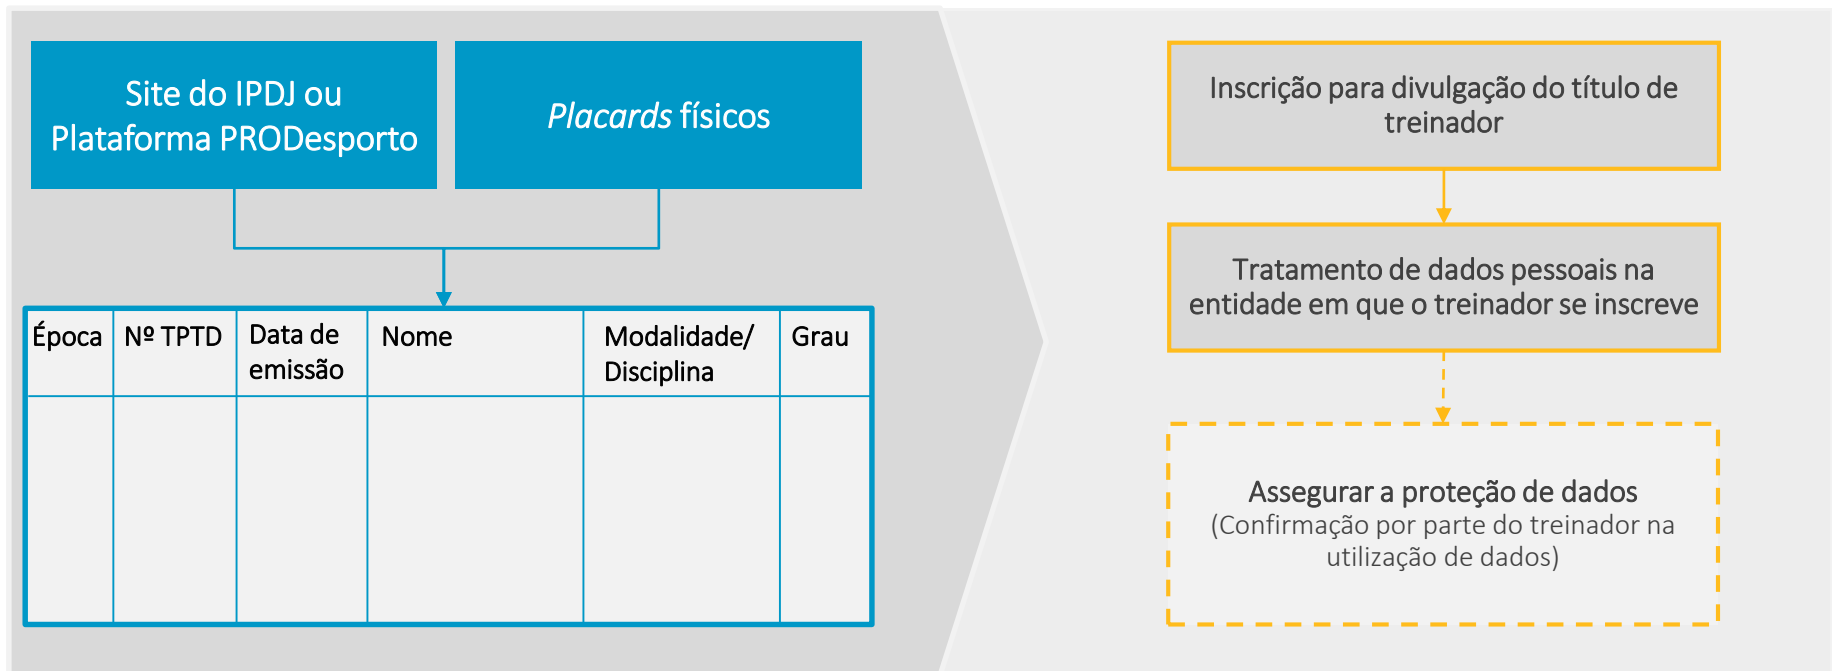 Site do IPDJ ou
Plataforma PRODesporto
Placards físicos
Época
Nº TPTD
Data de
emissão
Nome
Modalidade/
Disciplina
Grau
Inscrição para divulgação do título de
treinador
Tratamento de dados pessoais na
entidade em que o treinador se inscreve
Assegurar a proteção de dados
(Confirmação por parte do treinador na
utilização de dados)